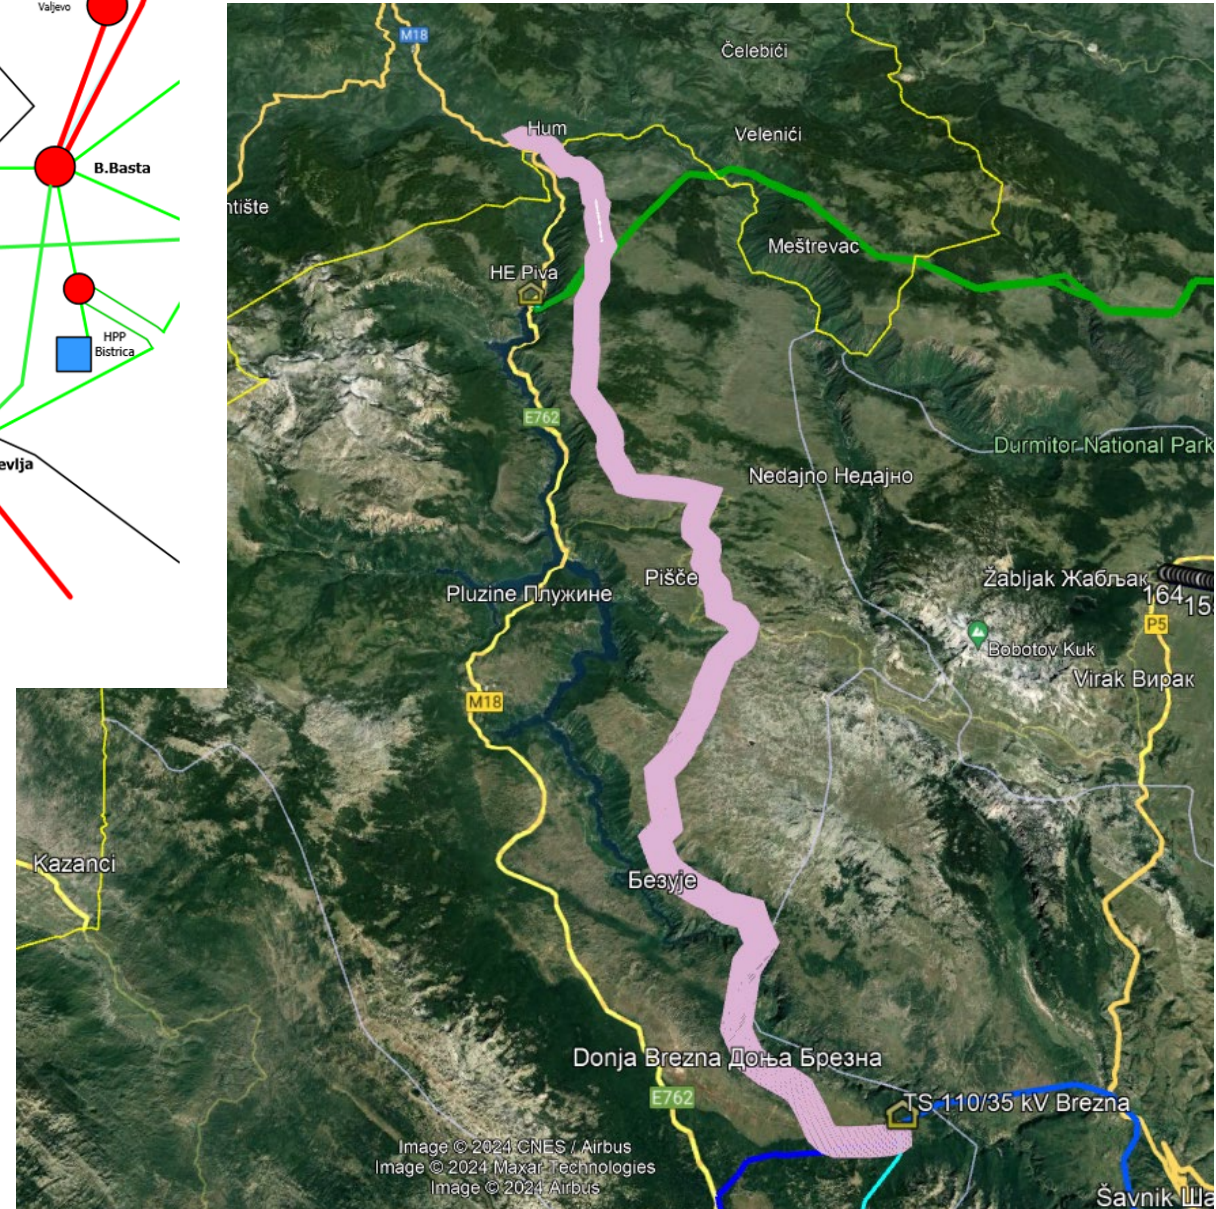 Valjevo
B.Basta
HPP
Bistrica
evlja
M18
Čelebići
Hum
Velenići
ntište
Meštrevac
HE Piva
E762
Durmitor National Park
Nedajno Недајно
Pišče
Žabljak Жабљак
164
15
Pluzine Плужине
P5
Bobotov Kuk
Virak Вирак
M18
Kazanci
Безује
Donja Brezna Доња Брезна
E762
TS 110/35 kV Brezna
Image © 2024 CNES / Airbus
Image © 2024 Maxar Technologies
Image © 2024 Airbus
Šavnik Ша